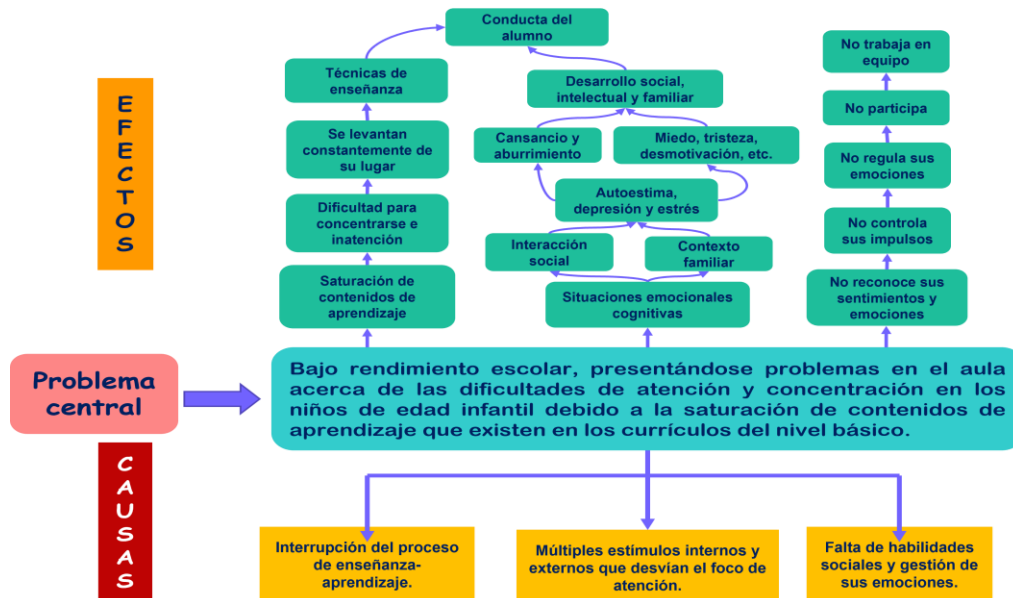 Conducta del
alumno
No trabaja en
equipo
Técnicas de
enseñanza
Desarrollo social,
intelectual y familiar
No participa
Se levantan
constantemente de
su lugar
Cansancio y
aburrimiento
Miedo, tristeza,
desmotivación, etc.
No regula sus
emociones
Autoestima,
depresión y estrés
Dificultad para
concentrarse e
inatención
No controla
sus impulsos
Interacción
social
Contexto
familiar
Saturación de
contenidos de
aprendizaje
Situaciones emocionales
cognitivas
No reconoce sus
sentimientos y
emociones
EFECTOS
Problema
central
Bajo rendimiento escolar, presentándose problemas en el aula
acerca de las dificultades de atención y concentración en los
niños de edad infantil debido a la saturación de contenidos de
aprendizaje que existen en los currículos del nivel básico.
CAUSAS
Interrupción del proceso
de enseñanza-
aprendizaje.
Múltiples estímulos internos y
externos que desvían el foco de
atención.
Falta de habilidades
sociales y gestión de
sus emociones.